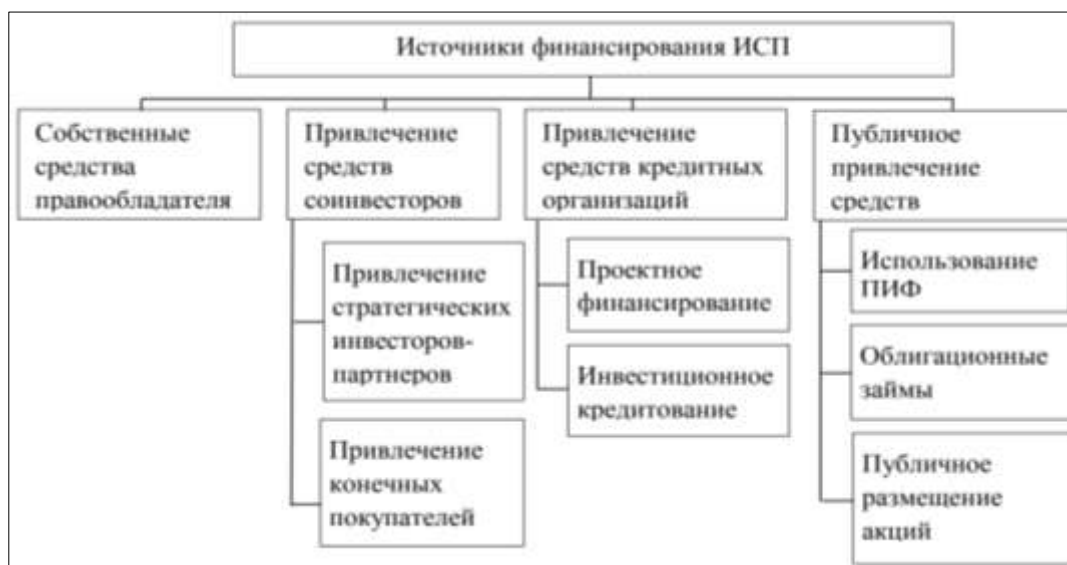 Источники финансирования ИСП
Собственные
средства
правообладателя
Привлечение
средств
соинвесторов
Привлечение
стратегических
инвесторов-
партнеров
Привлечение
конечных
покупателей
Привлечение
средств кредитных
организаций
Проектное
финансирование
Инвестиционное
кредитование
Публичное
привлечение
средств
Использование
ПИФ
Облигационные
займы
Публичное
размещение
акций